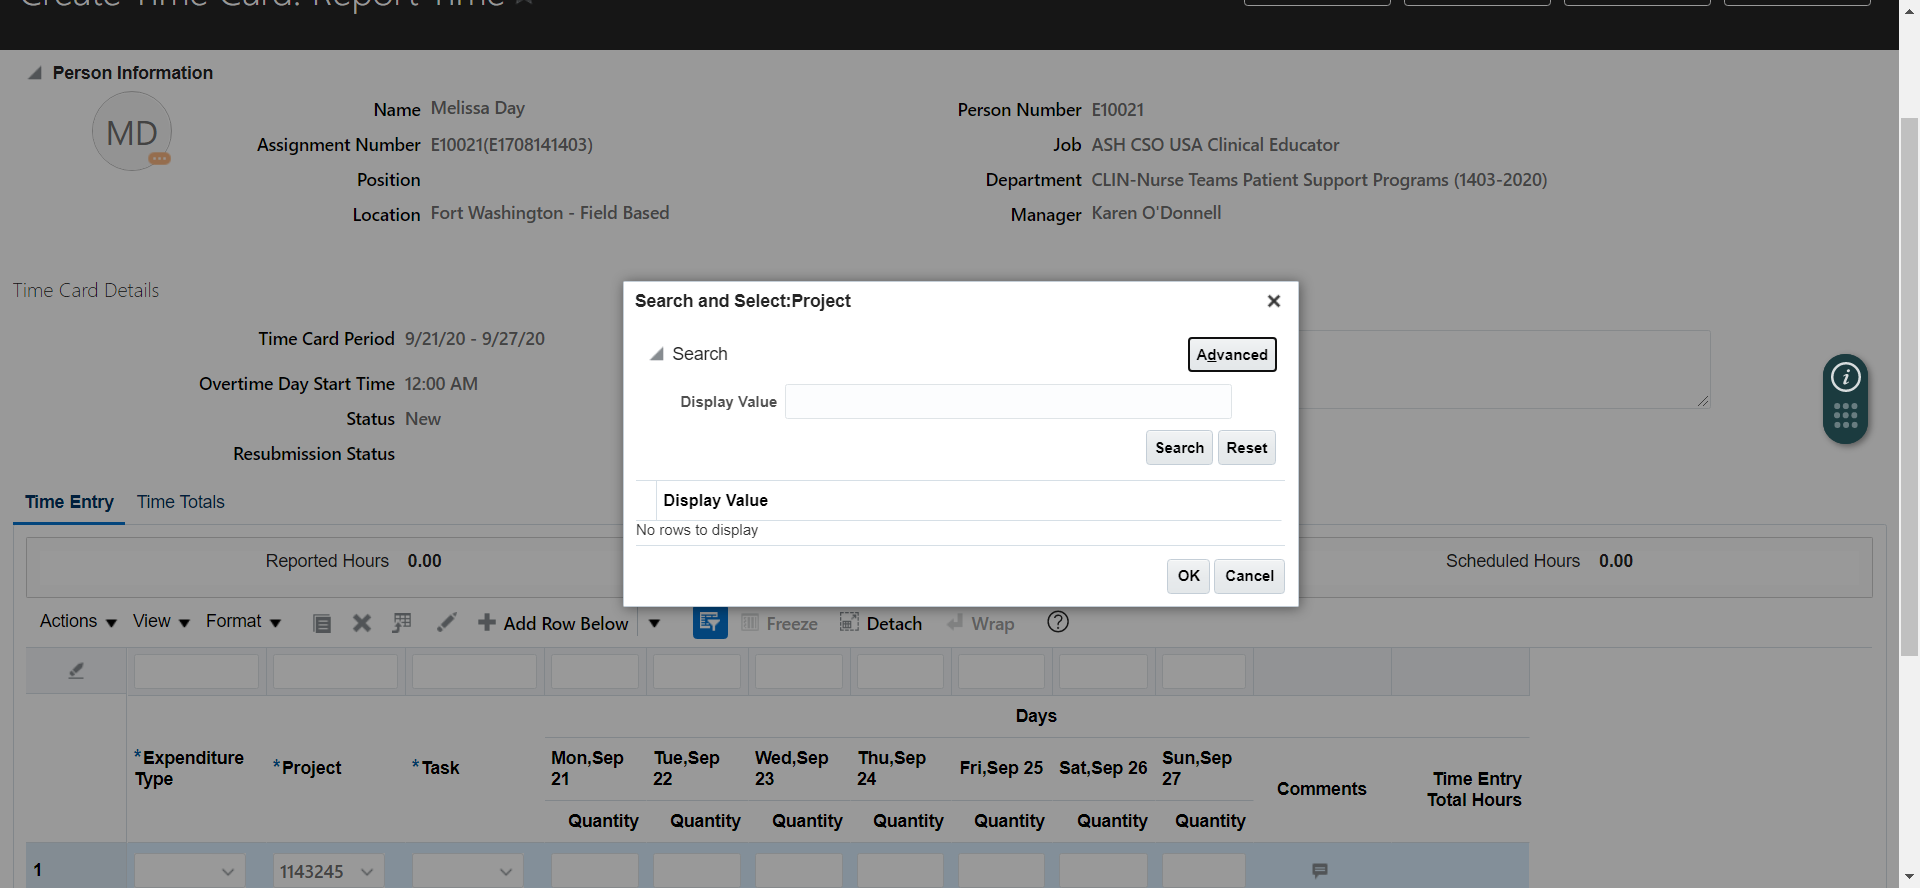 Create Time Card: Report Time
Person Information
MD
Name Melissa Day
Person Number E10021
Assignment Number E10021(E1708141403)
Job ASH CSO USA Clinical Educator
Position
Department CLIN-Nurse Teams Patient Support Programs (1403-2020)
Location Fort Washington - Field Based
Manager Karen O'Donnell
Time Card Details
Time Card Period 9/21/20 - 9/27/20
Overtime Day Start Time 12:00 AM
Status New
Resubmission Status
Search and Select:Project
Search
Advanced
Display Value
Search Reset
Display Value
No rows to display
OK Cancel
Time Entry Time Totals
Reported Hours 0.00
Scheduled Hours 0.00
Actions View Format Add Row Below Freeze Detach Wrap
Days
*Expenditure Type
*Project
*Task
Mon,Sep 21
Tue,Sep 22
Wed,Sep 23
Thu,Sep 24
Fri,Sep 25
Sat,Sep 26
Sun,Sep 27
Comments
Time Entry Total Hours
Quantity Quantity Quantity Quantity Quantity Quantity Quantity
1 1143245